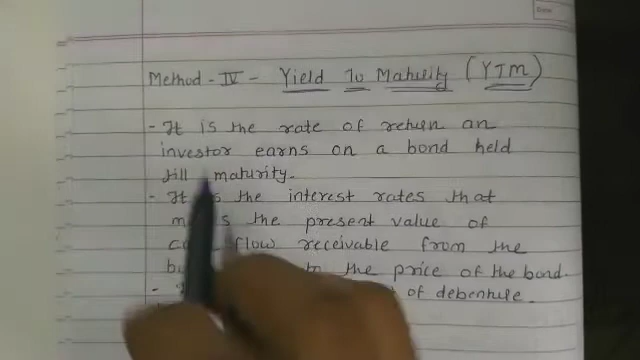 Method - IV - Yield To Maturity (YTM)
- It is the rate of return an
investor earns on a bond held
till maturity.
- It is the interest rates that
the present value of
flow receivable from the
the price of the bond.
of debenture.